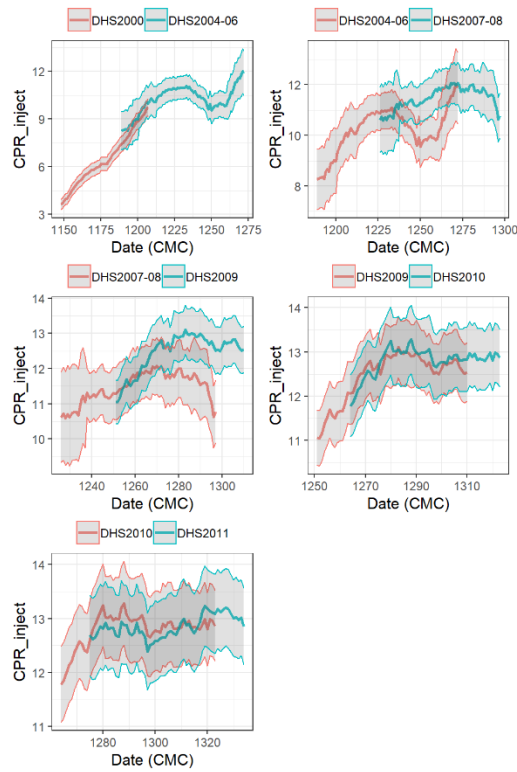 DHS2000 DHS2004-06
CPR_inject
12
9
6
3
1150 1175 1200 1225 1250 1275
Date (CMC)
DHS2004-06 DHS2007-08
CPR_inject
12
10
8
1200 1225 1250 1275 1300
Date (CMC)
DHS2007-08 DHS2009
CPR_inject
14
13
12
11
10
1240 1260 1280 1300
Date (CMC)
DHS2009 DHS2010
CPR_inject
14
13
12
11
1250 1270 1290 1310
Date (CMC)
DHS2010 DHS2011
CPR_inject
14
13
12
11
1280 1300 1320
Date (CMC)